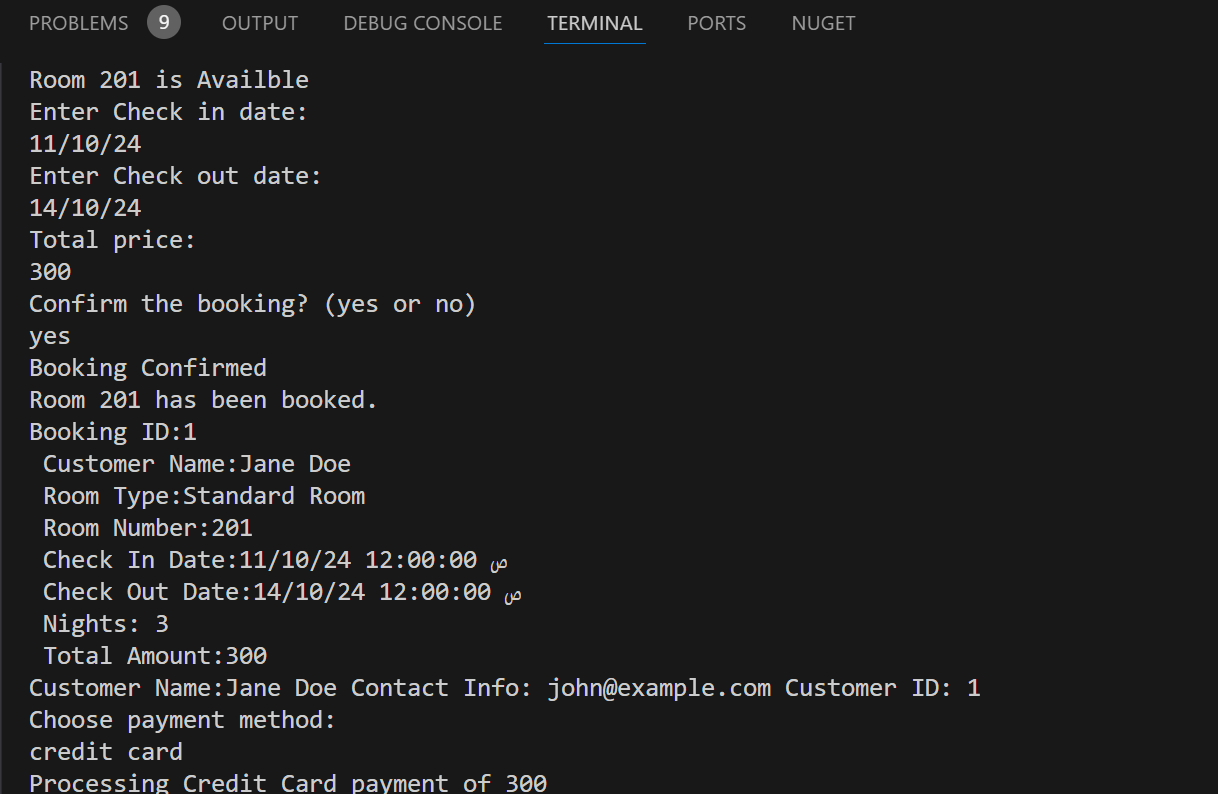 PROBLEMS 9 OUTPUT DEBUG CONSOLE TERMINAL PORTS NUGET
Room 201 is Availble
Enter Check in date:
11/10/24
Enter Check out date:
14/10/24
Total price:
300
Confirm the booking? (yes or no)
yes
Booking Confirmed
Room 201 has been booked.
Booking ID:1
Customer Name:Jane Doe
Room Type:Standard Room
Room Number:201
Check In Date:11/10/24 12:00:00 ص
Check Out Date:14/10/24 12:00:00 ص
Nights: 3
Total Amount:300
Customer Name:Jane Doe Contact Info: john@example.com Customer ID: 1
Choose payment method:
credit card
Processing Credit Card payment of 300